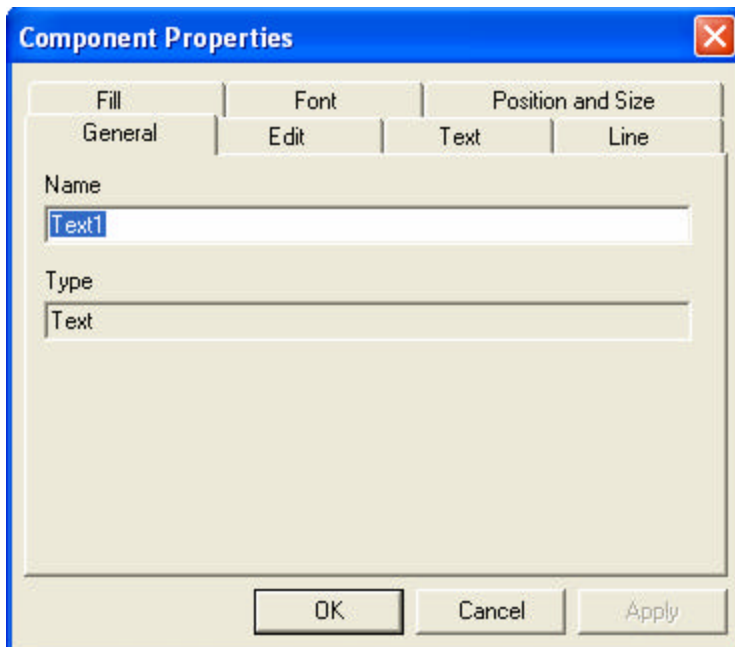 Component Properties
Fill Font Position and Size
General Edit Text Line
Name
Text1
Type
Text
OK Cancel Apply